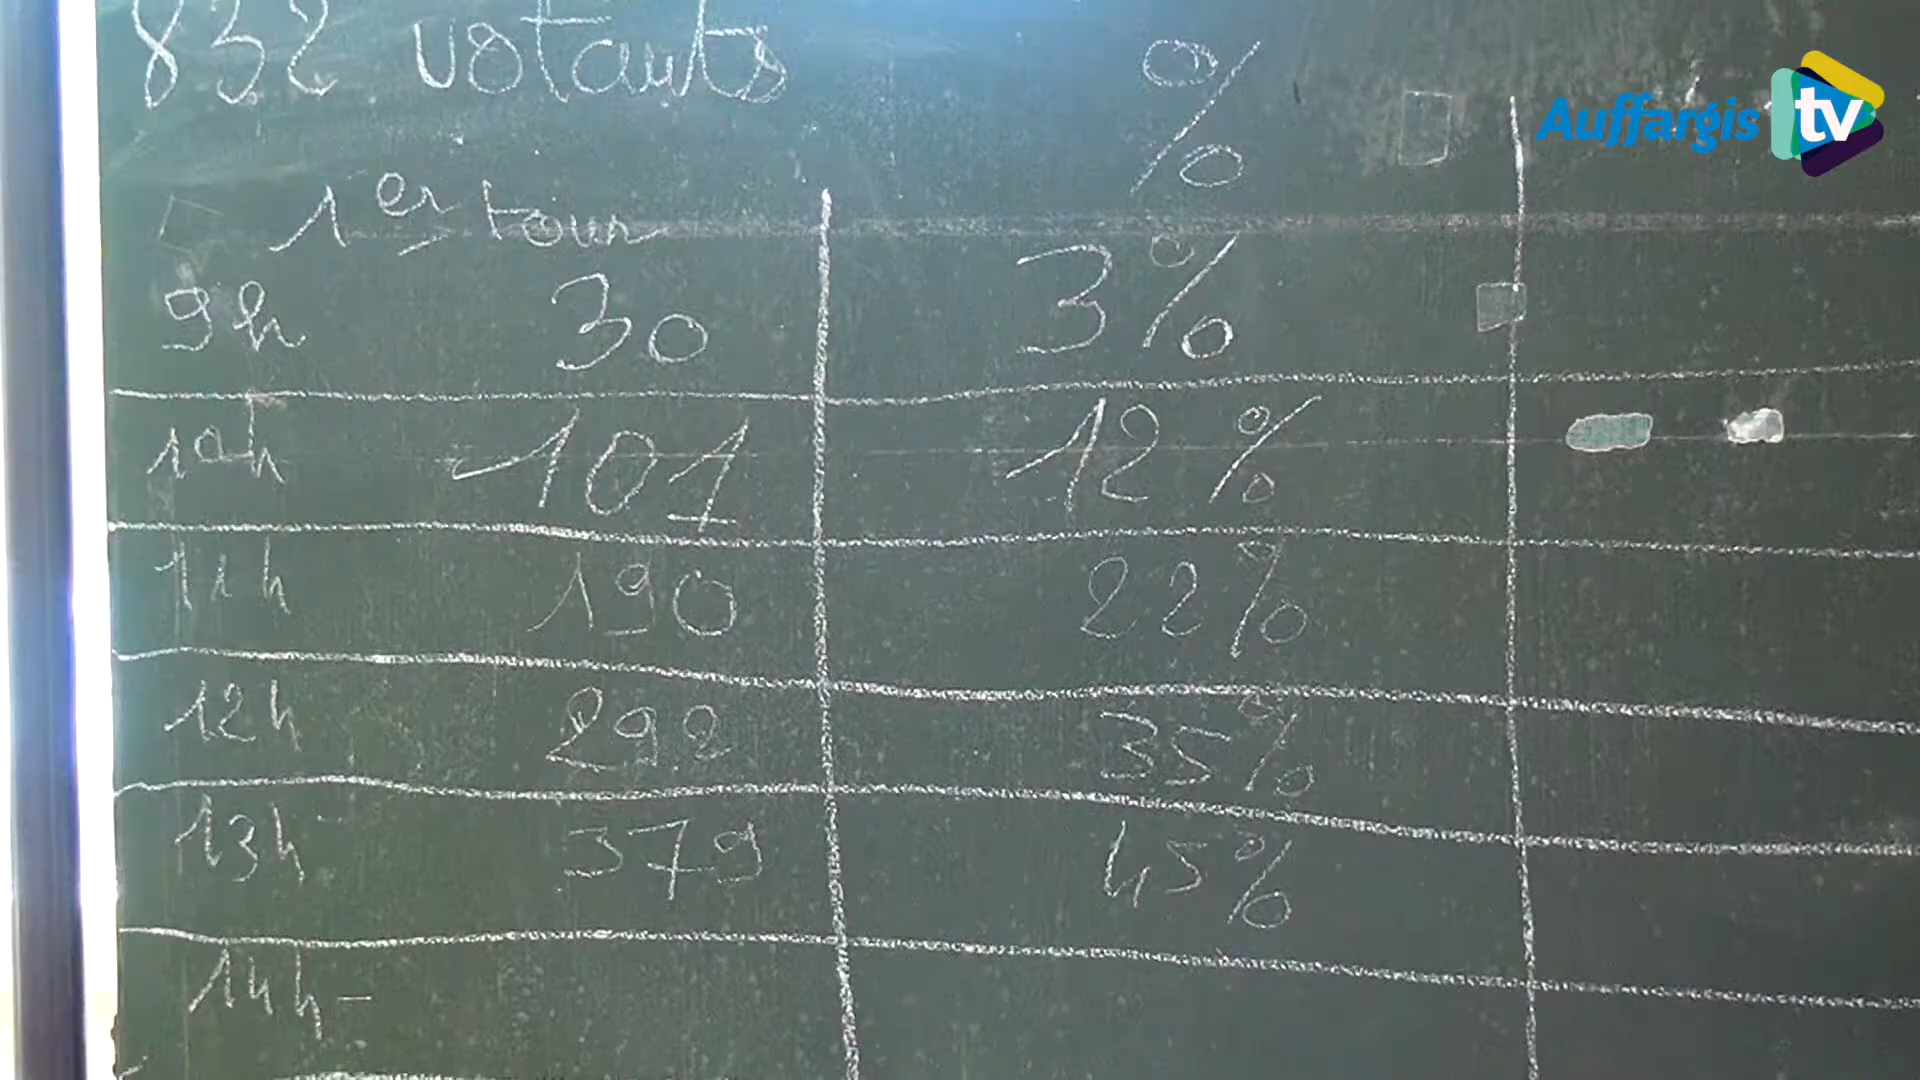 832 votants %
Auffargis tv
1er tour
9h 30 3%
10h 101 12%
11h 190 22%
12h 292 35%
13h 379 45%
14h -